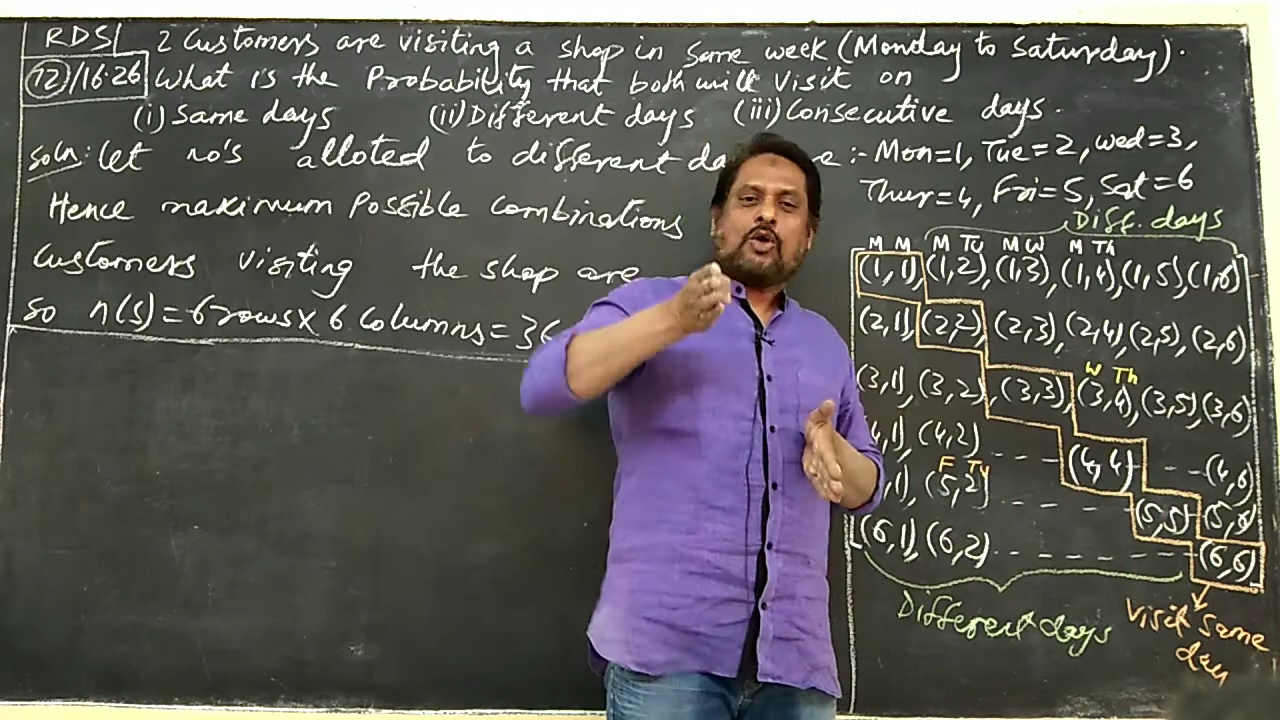 RDSI 2 Customers are visiting a shop in same week (Monday to Saturday).
12/16.26 What is the Probability that both will visit on
(i) Same days (ii) Different days (iii) Consecutive days.
Soln: let no's alloted to different :- Mon=1, Tue=2, Wed=3,
Thur=4, Fri=5, Sat=6
Hence maximum Possible Combinations
Diff. days
Customers visiting the shop are
M M M Tu M W M Th
(1,1), (1,2), (1,3), (1,4), (1,5), (1,6)
so n(s) = 6 rows x 6 Columns = 36
(2,1), (2,2), (2,3), (2,4), (2,5), (2,6)
W Th
(3,1), (3,2), (3,3), (3,4), (3,5) (3,6)
4,1), (4,2) - - - (4,4) - - - (4,6)
F Tu
,1), (5,2) - - - - (5,5) (5,6)
(6,1), (6,2) - - - - - - (6,6)
Different days
Visit Same
day